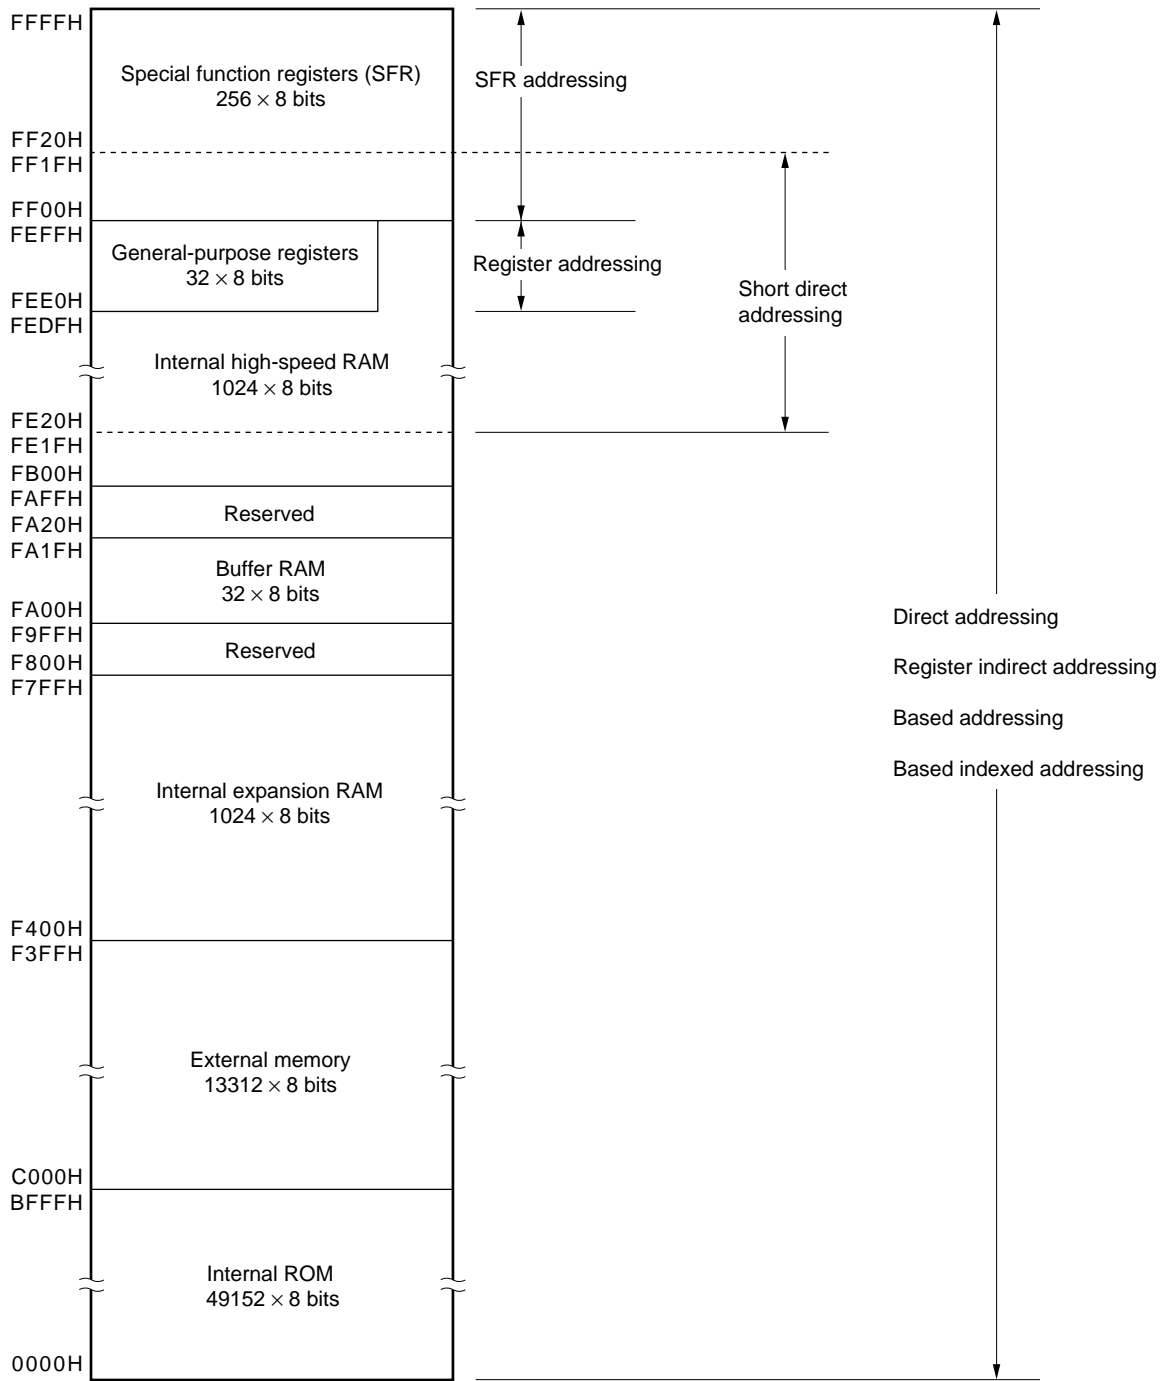 FFFFH
Special function registers (SFR)
256 × 8 bits
SFR addressing
FF20H
FF1FH
FF00H
FEFFH
General-purpose registers
32 × 8 bits
Register addressing
FEE0H
FEDFH
Short direct
addressing
Internal high-speed RAM
1024 × 8 bits
FE20H
FE1FH
FB00H
FAFFH
Reserved
FA20H
FA1FH
Buffer RAM
32 × 8 bits
FA00H
F9FFH
Reserved
F800H
F7FFH
Direct addressing
Register indirect addressing
Based addressing
Based indexed addressing
Internal expansion RAM
1024 × 8 bits
F400H
F3FFH
External memory
13312 × 8 bits
C000H
BFFFH
Internal ROM
49152 × 8 bits
0000H